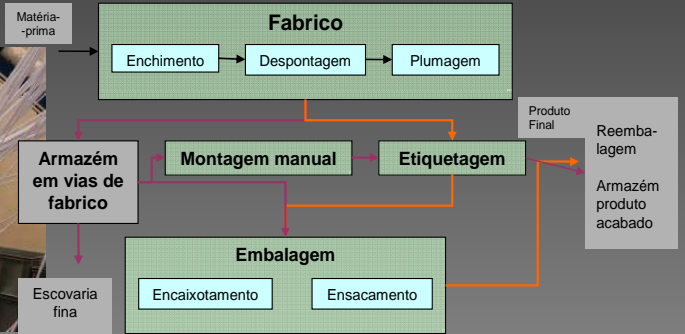 Matéria-
-prima
Fabrico
Enchimento
Despontagem
Plumagem
Produto
Final
Reemba-
lagem
Armazém
produto
acabado
Armazém
em vias de
fabrico
Montagem manual
Etiquetagem
Embalagem
Encaixotamento
Ensacamento
Escovaria
fina